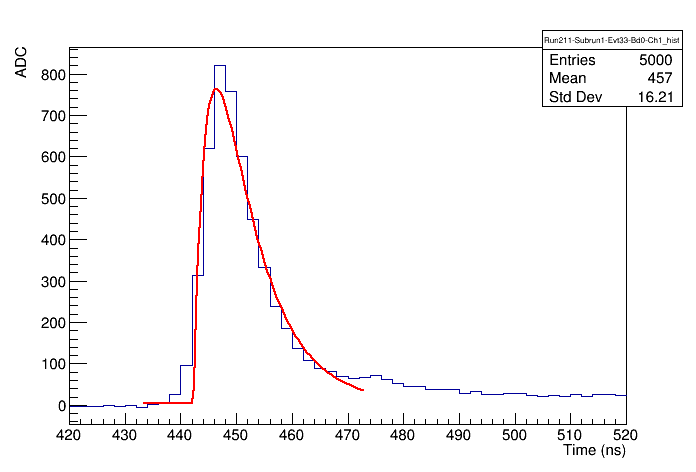 Run211-Subrun1-Evt33-Bd0-Ch1_hist
Entries 5000
Mean 457
Std Dev 16.21
ADC
800
700
600
500
400
300
200
100
0
420 430 440 450 460 470 480 490 500 510 520
Time (ns)